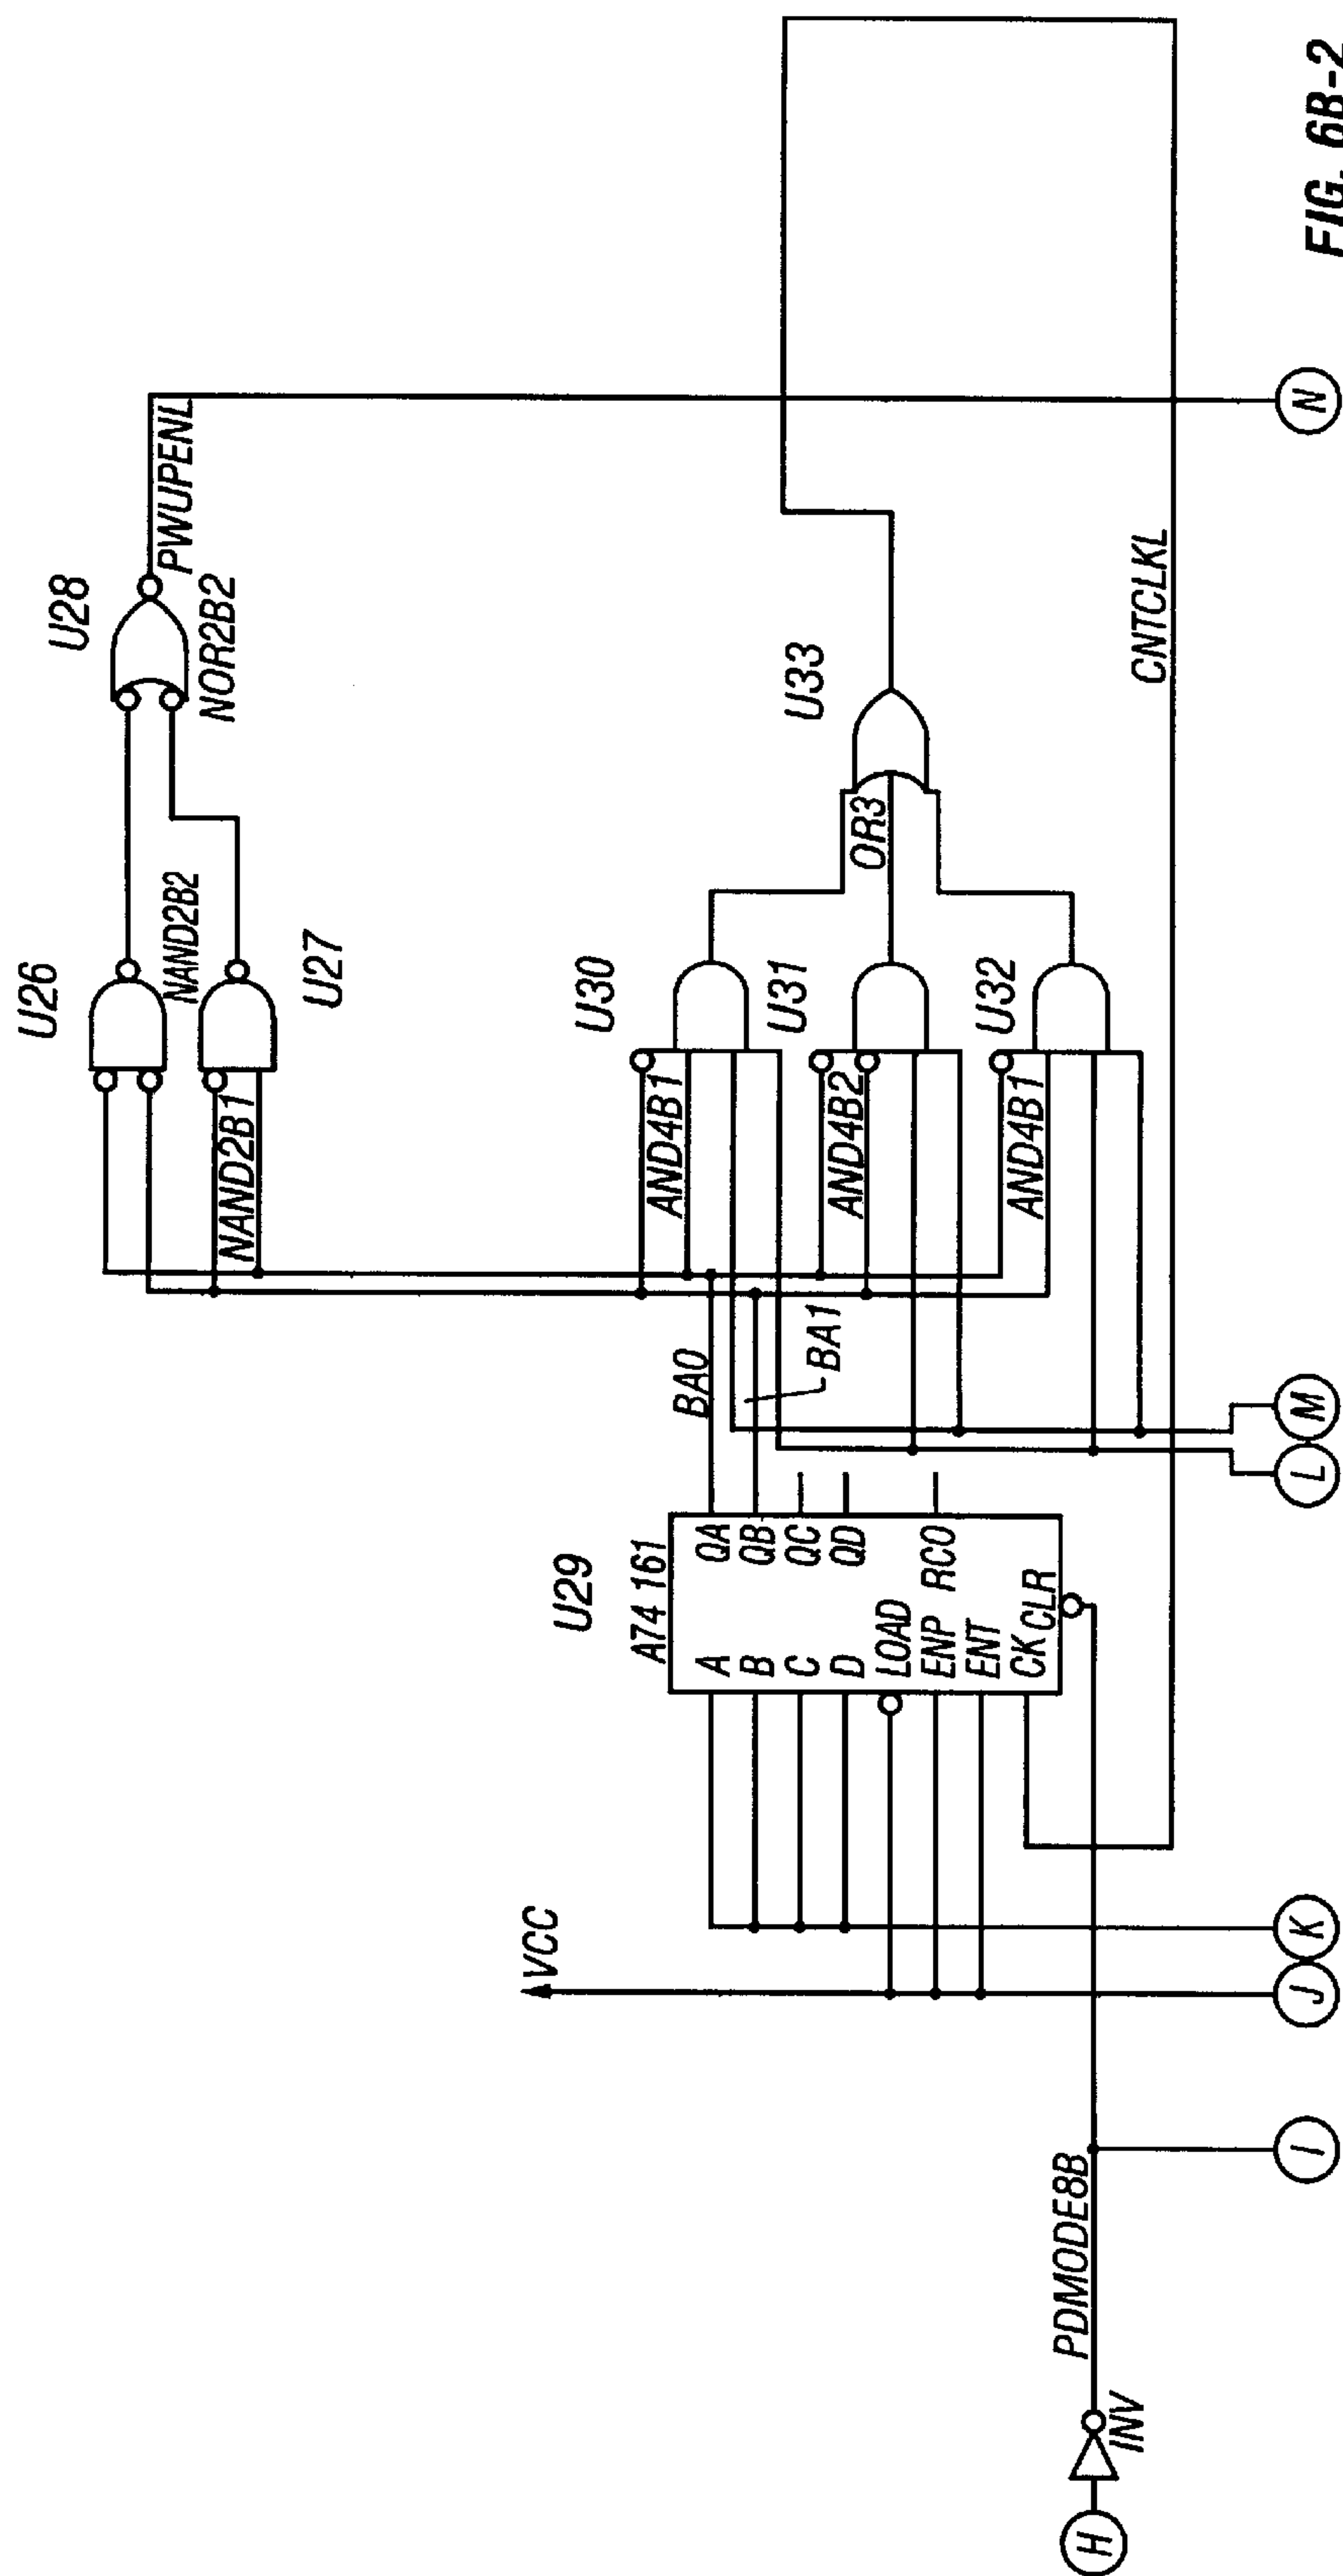 U26
NAND2B2
NAND2B1
U27
U28
PWUPENL
NOR2B2
VCC
U29
A74 161
A
B
C
D
LOAD
ENP
ENT
CK
CLR
QA
QB
QC
QD
RCO
BA0
BA1
U30
AND4B1
U31
AND4B2
U32
AND4B1
U33
OR3
CNTCLKL
H
INV
PDMODE8B
I
J
K
L
M
N
FIG. 6B-2